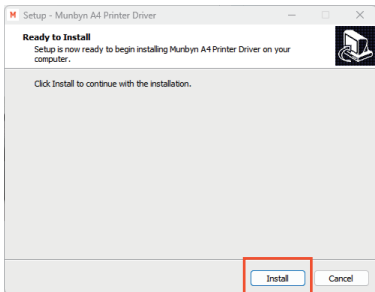 M Setup - Munbyn A4 Printer Driver
Ready to Install
Setup is now ready to begin installing Munbyn A4 Printer Driver on your
computer.
Click Install to continue with the installation.
Install Cancel